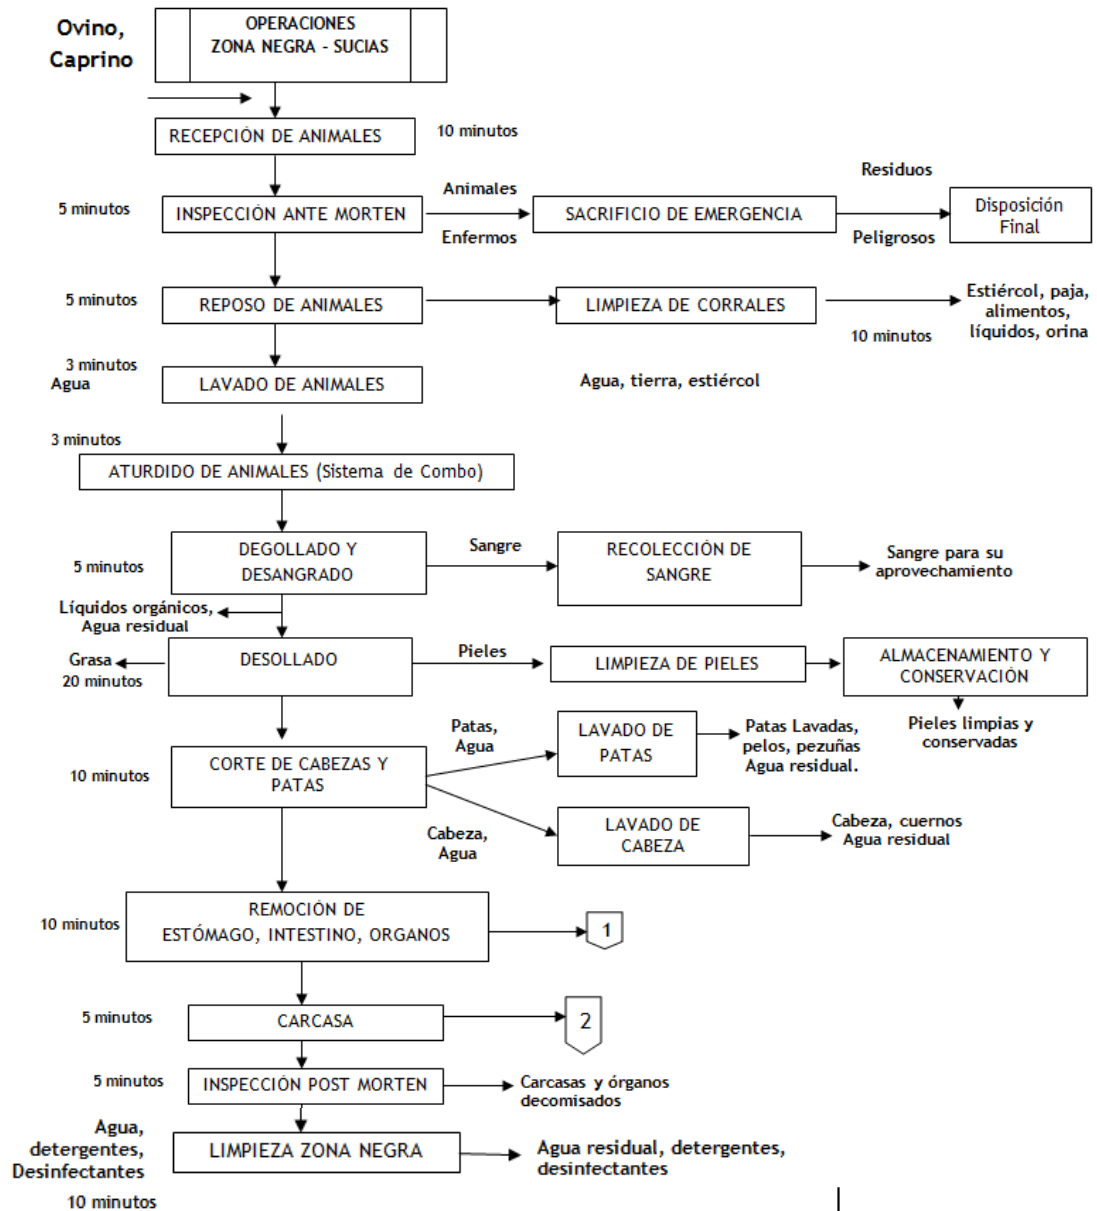 Ovino,
Caprino
OPERACIONES
ZONA NEGRA - SUCIAS
RECEPCIÓN DE ANIMALES
10 minutos
5 minutos
INSPECCIÓN ANTE MORTEN
Animales
Enfermos
SACRIFICIO DE EMERGENCIA
Residuos
Peligrosos
Disposición
Final
5 minutos
REPOSO DE ANIMALES
LIMPIEZA DE CORRALES
10 minutos
Estiércol, paja,
alimentos,
líquidos, orina
3 minutos
Agua
LAVADO DE ANIMALES
Agua, tierra, estiércol
3 minutos
ATURDIDO DE ANIMALES (Sistema de Combo)
5 minutos
DEGOLLADO Y
DESANGRADO
Sangre
RECOLECCIÓN DE
SANGRE
Sangre para su
aprovechamiento
Líquidos orgánicos,
Agua residual
Grasa
20 minutos
DESOLLADO
Pieles
LIMPIEZA DE PIELES
ALMACENAMIENTO Y
CONSERVACIÓN
Pieles limpias y
conservadas
10 minutos
CORTE DE CABEZAS Y
PATAS
Patas,
Agua
LAVADO DE
PATAS
Patas Lavadas,
pelos, pezuñas
Agua residual.
Cabeza,
Agua
LAVADO DE
CABEZA
Cabeza, cuernos
Agua residual
10 minutos
REMOCIÓN DE
ESTÓMAGO, INTESTINO, ORGANOS
1
5 minutos
CARCASA
2
5 minutos
INSPECCIÓN POST MORTEN
Carcasas y órganos
decomisados
Agua,
detergentes,
Desinfectantes
LIMPIEZA ZONA NEGRA
Agua residual, detergentes,
desinfectantes
10 minutos